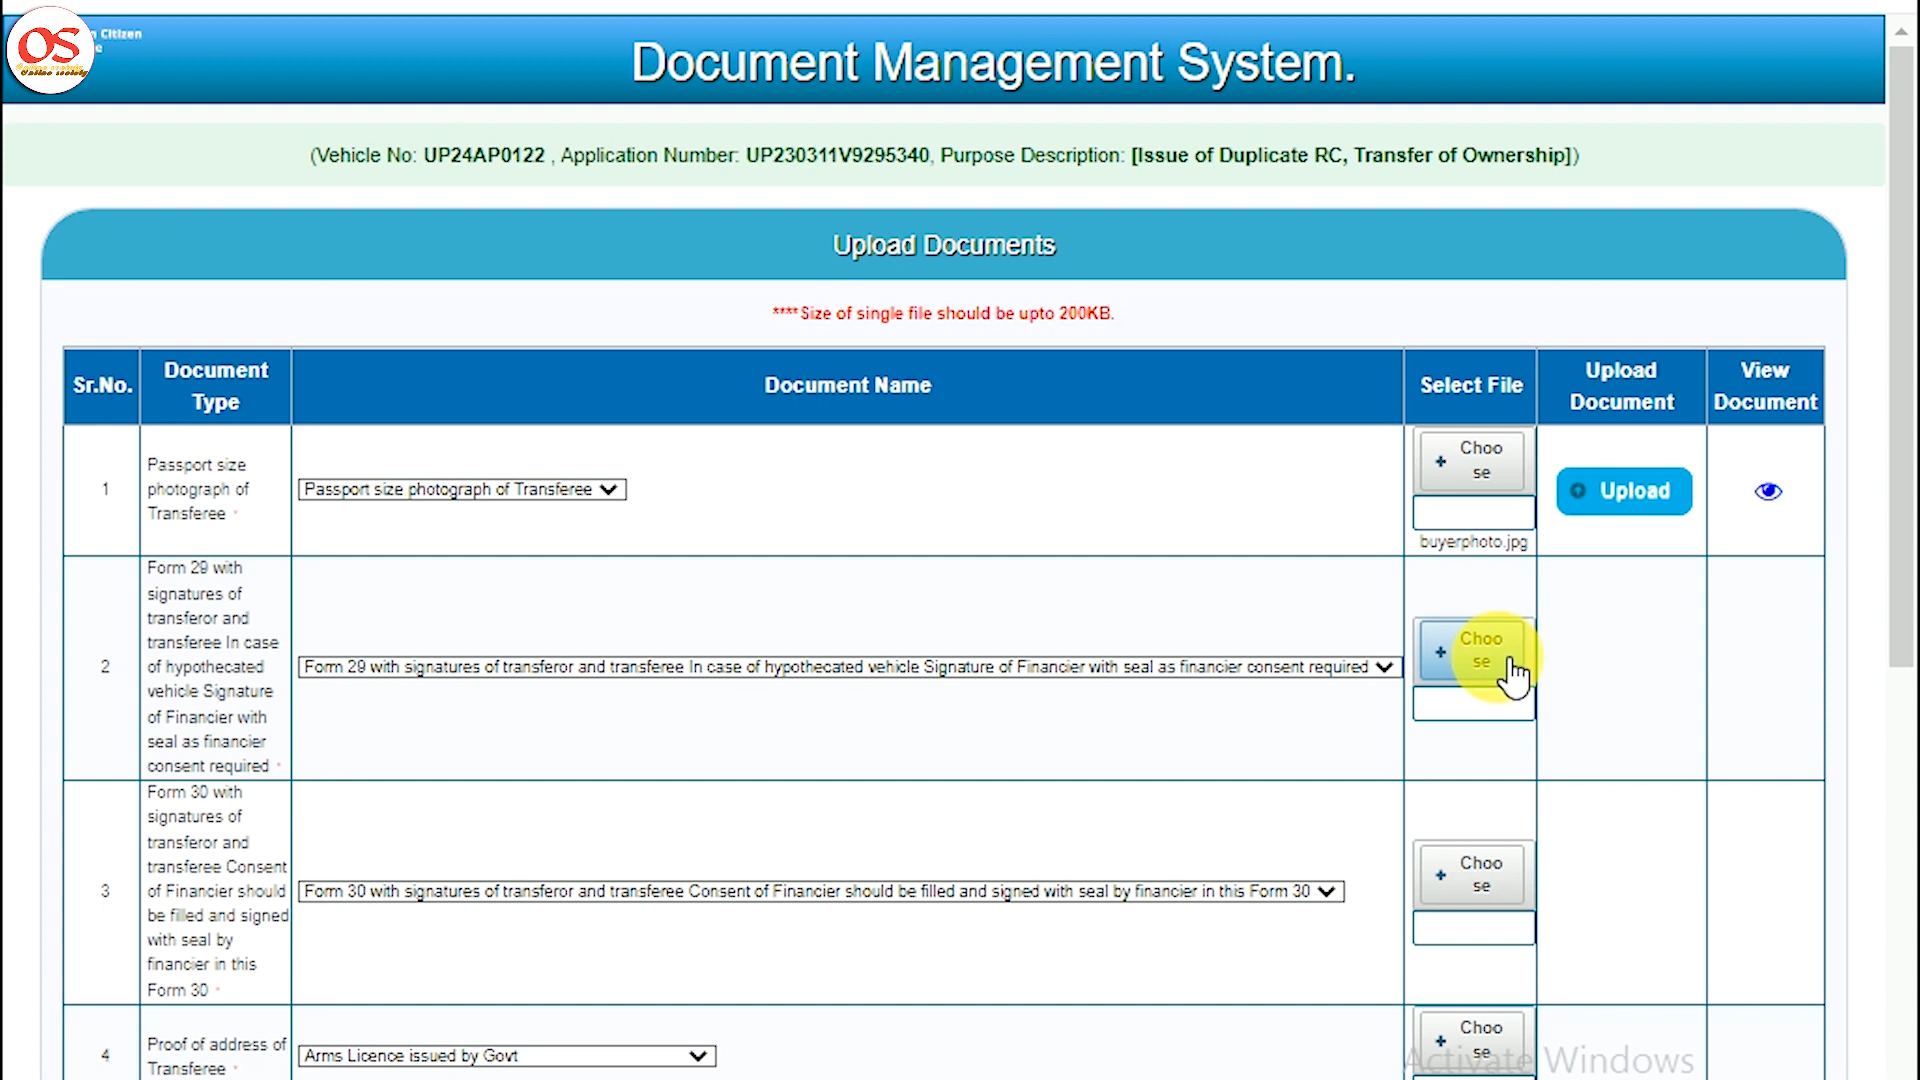 OS
n Citizen
e
Online society
Document Management System.
(Vehicle No: UP24AP0122 , Application Number: UP230311V9295340, Purpose Description: [Issue of Duplicate RC, Transfer of Ownership])
Upload Documents
****Size of single file should be upto 200KB.
Sr.No.
Document
Type
Document Name
Select File
Upload
Document
View
Document
1
Passport size
photograph of
Transferee *
Passport size photograph of Transferee
+ Choo
se
buyerphoto.jpg
Upload
2
Form 29 with
signatures of
transferor and
transferee In case
of hypothecated
vehicle Signature
of Financier with
seal as financier
consent required *
Form 29 with signatures of transferor and transferee In case of hypothecated vehicle Signature of Financier with seal as financier consent required
+ Choo
se
3
Form 30 with
signatures of
transferor and
transferee Consent
of Financier should
be filled and signed
with seal by
financier in this
Form 30 *
Form 30 with signatures of transferor and transferee Consent of Financier should be filled and signed with seal by financier in this Form 30
+ Choo
se
4
Proof of address of
Transferee *
Arms Licence issued by Govt
+ Choo
se
Activate Windows